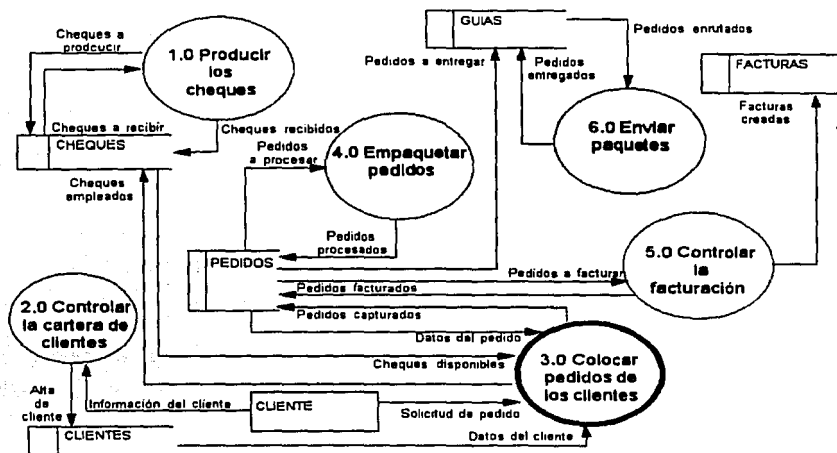 Cheques a
prodcucir
1.0 Producir
los
cheques
Cheques a recibir
Cheques recibidos
CHEQUES
Cheques
empleados
Pedidos
a procesar
4.0 Empaquetar
pedidos
Pedidos
procesados
GUIAS
Pedidos enrutados
Pedidos a entregar
Pedidos
entregados
6.0 Enviar
paquetes
FACTURAS
Facturas
creadas
PEDIDOS
Pedidos a facturar
Pedidos facturados
Pedidos capturados
5.0 Controlar
la
facturación
2.0 Controlar
la cartera de
clientes
Datos del pedido
Cheques disponibles
3.0 Colocar
pedidos de
los clientes
Alta
de
cliente
Información del cliente
CLIENTE
Solicitud de pedido
CLIENTES
Datos del cliente